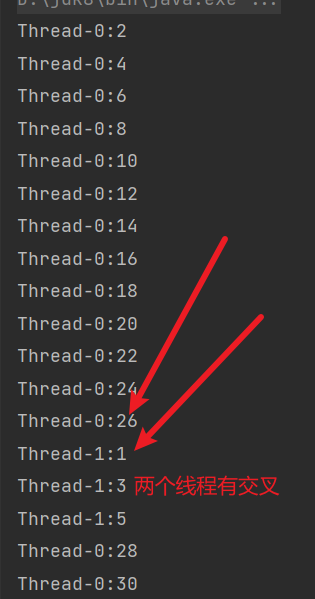 D:\jdk8\bin\java.exe ...
Thread-0:2
Thread-0:4
Thread-0:6
Thread-0:8
Thread-0:10
Thread-0:12
Thread-0:14
Thread-0:16
Thread-0:18
Thread-0:20
Thread-0:22
Thread-0:24
Thread-0:26
Thread-1:1
Thread-1:3 两个线程有交叉
Thread-1:5
Thread-0:28
Thread-0:30